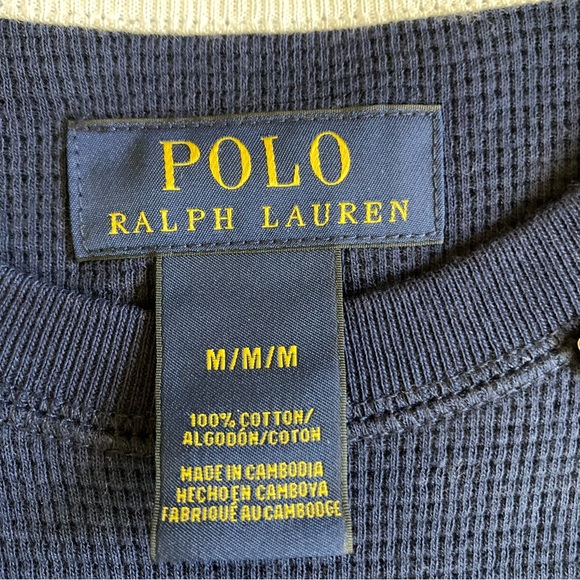 POLO
RALPH LAUREN
M/M/M
100% COTTON/
ALGODÓN/COTON
MADE IN CAMBODIA
HECHO EN CAMBOYA
FABRIQUÉ AU CAMBODGE